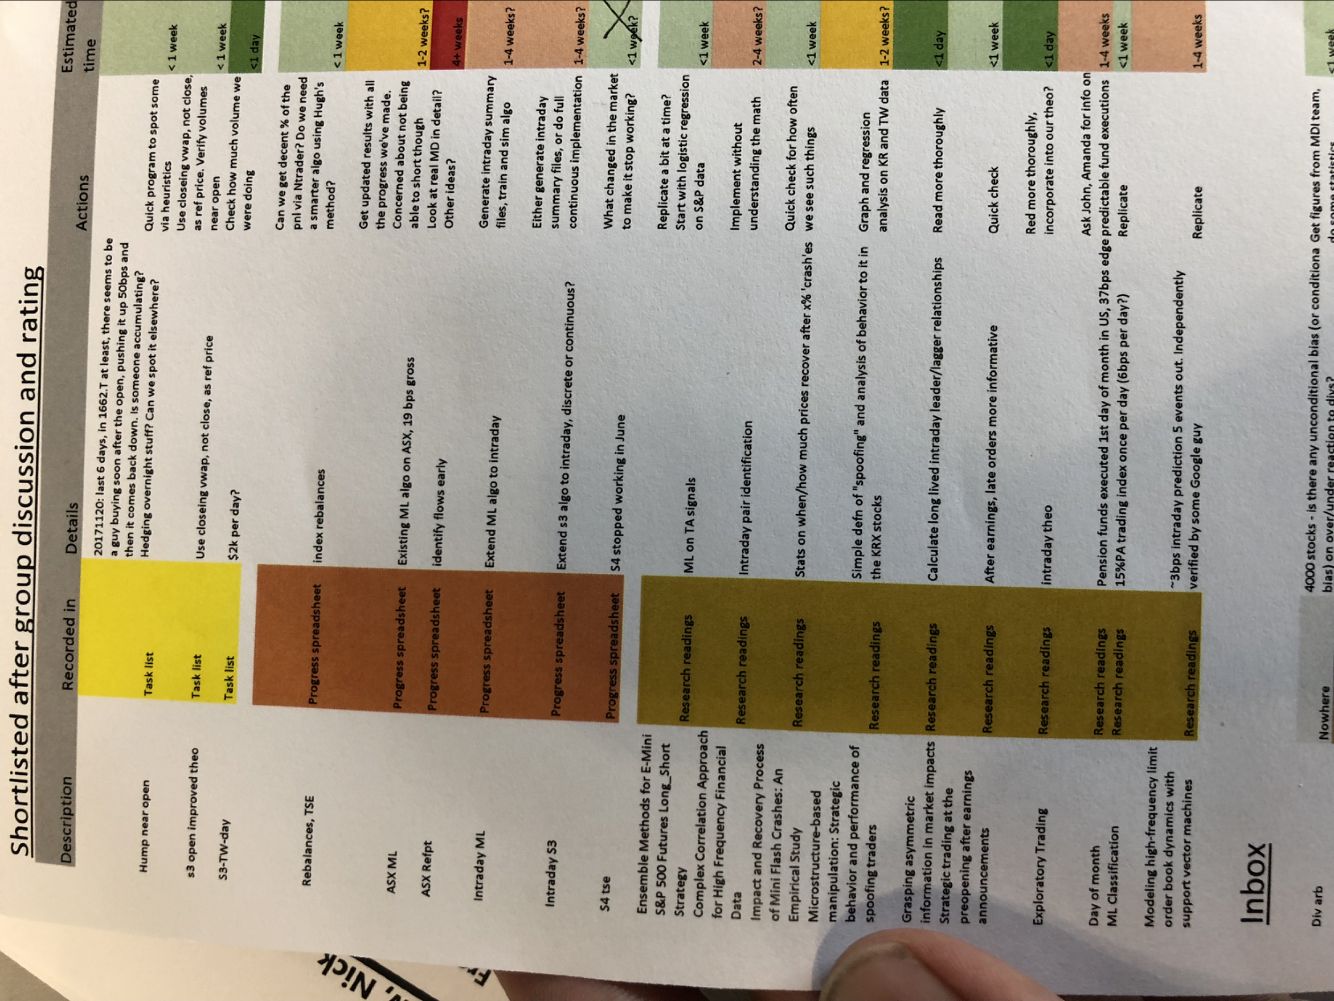 Shortlisted after group discussion and rating
Description Recorded in Details Actions Estimated
time
20171120: last 6 days, in 1662.T at least, there seems to be
a guy buying soon after the open, pushing it up 50bps and
then it comes back down. Is someone accumulating?
Hump near open Task list Hedging overnight stuff? Can we spot it elsewhere? Quick program to spot some
via heuristics < 1 week
Use closeing vwap, not close,
s3 open improved theo Task list Use closeing vwap, not close, as ref price as ref price. Verify volumes
near open < 1 week
S3-TW-day Task list $2k per day? Check how much volume we
were doing <1 day
Can we get decent % of the
pnl via Ntrader? Do we need
Rebalances, TSE Progress spreadsheet index rebalances a smarter algo using Hugh's
method? < 1 week
Get updated results with all
the progress we've made.
ASX ML Progress spreadsheet Existing ML algo on ASX, 19 bps gross Concerned about not being
able to short though 1-2 weeks?
ASX Refpt Progress spreadsheet identify flows early Look at real MD in detail?
Other ideas? 4+ weeks
Intraday ML Progress spreadsheet Extend ML algo to intraday Generate intraday summary
files, train and sim algo 1-4 weeks?
Either generate intraday
Intraday S3 Progress spreadsheet Extend s3 algo to intraday, discrete or continuous? summary files, or do full
continuous implementation 1-4 weeks?
S4 tse Progress spreadsheet S4 stopped working in June What changed in the market
to make it stop working? <1 week?
Ensemble Methods for E-Mini
S&P 500 Futures Long_Short Replicate a bit at a time?
Strategy Research readings ML on TA signals Start with logistic regression
on S&P data <1 week
Complex Correlation Approach
for High Frequency Financial
Data Research readings Intraday pair identification Implement without
understanding the math 2-4 weeks?
Impact and Recovery Process
of Mini Flash Crashes: An
Empirical Study Research readings Stats on when/how much prices recover after x% 'crash'es Quick check for how often
we see such things <1 week
Microstructure-based
manipulation: Strategic
behavior and performance of Simple defn of "spoofing" and analysis of behavior to it in Graph and regression
spoofing traders Research readings the KRX stocks analysis on KR and TW data 1-2 weeks?
Grasping asymmetric
information in market impacts Research readings Calculate long lived intraday leader/lagger relationships Read more thoroughly <1 day
Strategic trading at the
preopening after earnings
announcements Research readings After earnings, late orders more informative Quick check <1 week
Exploratory Trading Research readings intraday theo Red more thoroughly,
incorporate into our theo? <1 day
Ask John, Amanda for info on
Day of month Research readings Pension funds executed 1st day of month in US, 37bps edge predictable fund executions 1-4 weeks
ML Classification Research readings 15%PA trading index once per day (6bps per day?) Replicate <1 week
Modeling high-frequency limit
order book dynamics with ~3bps intraday prediction 5 events out. Independently
support vector machines Research readings verified by some Google guy Replicate 1-4 weeks
Inbox
Div arb Nowhere 4000 stocks - is there any unconditional bias (or conditiona Get figures from MDI team,
bias) on over/under reaction to divs? do some statistics <1 week
Nick